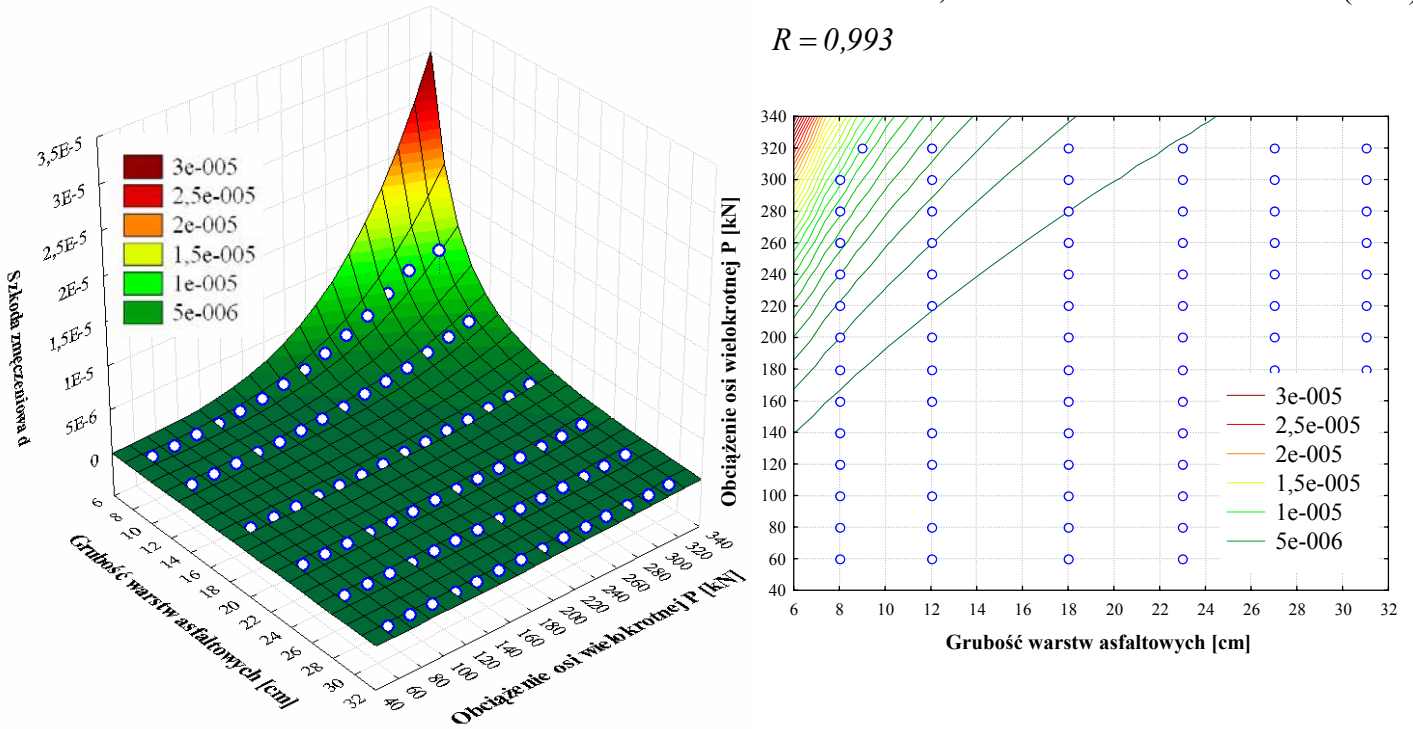 R = 0,993
3,5E-5
3E-5
2,5E-5
2E-5
1,5E-5
1E-5
5E-6
0
Szkoda zmęczeniowa d
3e-005
2,5e-005
2e-005
1,5e-005
1e-005
5e-006
6
8
10
12
14
16
18
20
22
24
26
28
30
32
Grubość warstw asfaltowych [cm]
40
60
80
100
120
140
160
180
200
220
240
260
280
300
320
340
Obciążenie osi wielokrotnej P [kN]
Obciążenie osi wielokrotnej P [kN]
340
320
300
280
260
240
220
200
180
160
140
120
100
80
60
40
3e-005
2,5e-005
2e-005
1,5e-005
1e-005
5e-006
6 8 10 12 14 16 18 20 22 24 26 28 30 32
Grubość warstw asfaltowych [cm]